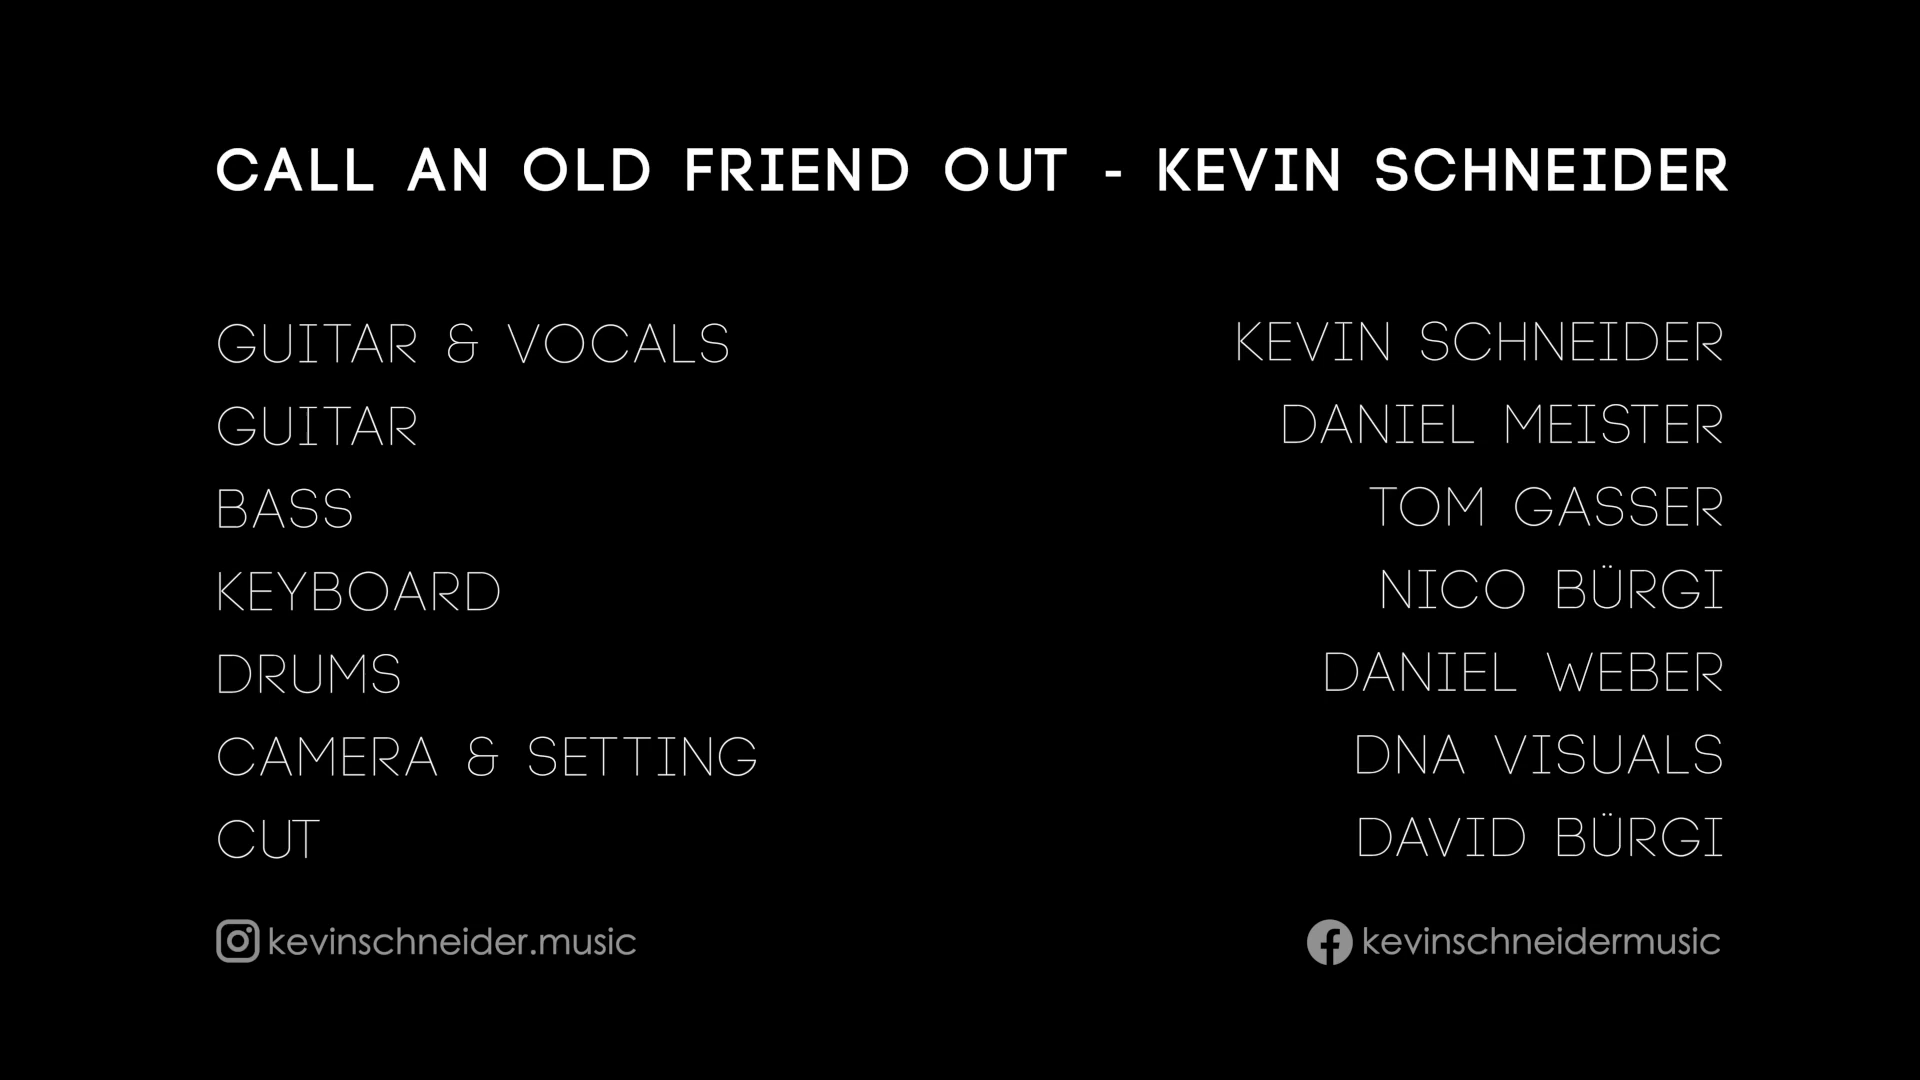 CALL AN OLD FRIEND OUT - KEVIN SCHNEIDER
GUITAR & VOCALS KEVIN SCHNEIDER
GUITAR DANIEL MEISTER
BASS TOM GASSER
KEYBOARD NICO BÜRGI
DRUMS DANIEL WEBER
CAMERA & SETTING DNA VISUALS
CUT DAVID BÜRGI
kevinschneider.music kevinschneidermusic